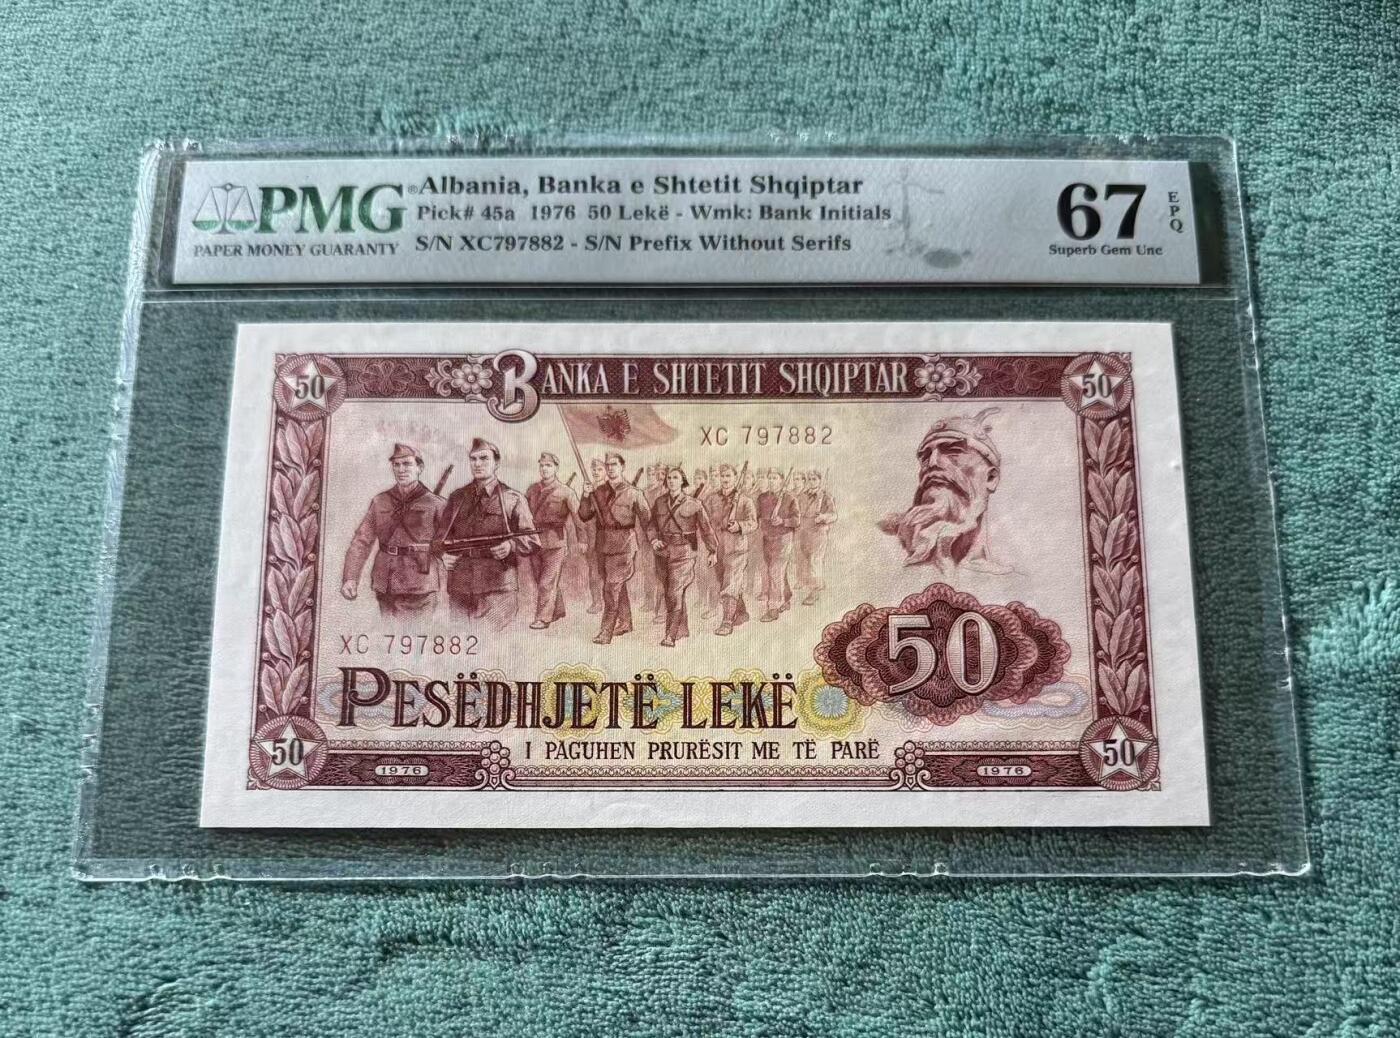 PMG®
PAPER MONEY GUARANTY
Albania, Banka e Shtetit Shqiptar
Pick# 45a 1976 50 Lekë - Wmk: Bank Initials
S/N XC797882 - S/N Prefix Without Serifs
67
EPQ
Superb Gem Unc
50
BANKA E SHTETIT SHQIPTAR
50
XC 797882
XC 797882
50
PESËDHJETË LEKË
I PAGUHEN PRURËSIT ME TË PARË
50
1976
1976
50